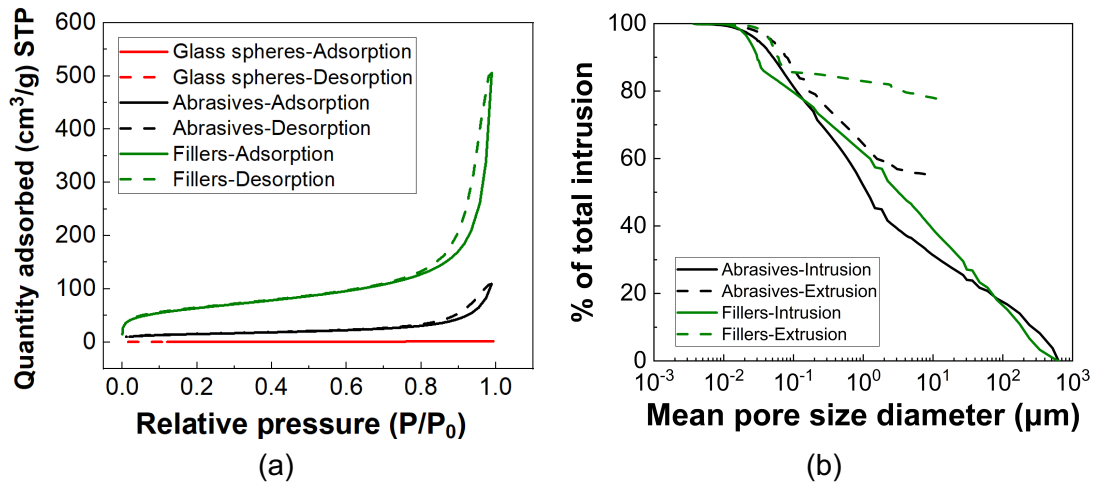 Quantity adsorbed (cm³/g) STP
600
500
400
300
200
100
0
Glass spheres-Adsorption
Glass spheres-Desorption
Abrasives-Adsorption
Abrasives-Desorption
Fillers-Adsorption
Fillers-Desorption
0.0 0.2 0.4 0.6 0.8 1.0
Relative pressure (P/P₀)
(a)
% of total intrusion
100
80
60
40
20
0
Abrasives-Intrusion
Abrasives-Extrusion
Fillers-Intrusion
Fillers-Extrusion
10⁻³ 10⁻² 10⁻¹ 10⁰ 10¹ 10² 10³
Mean pore size diameter (µm)
(b)